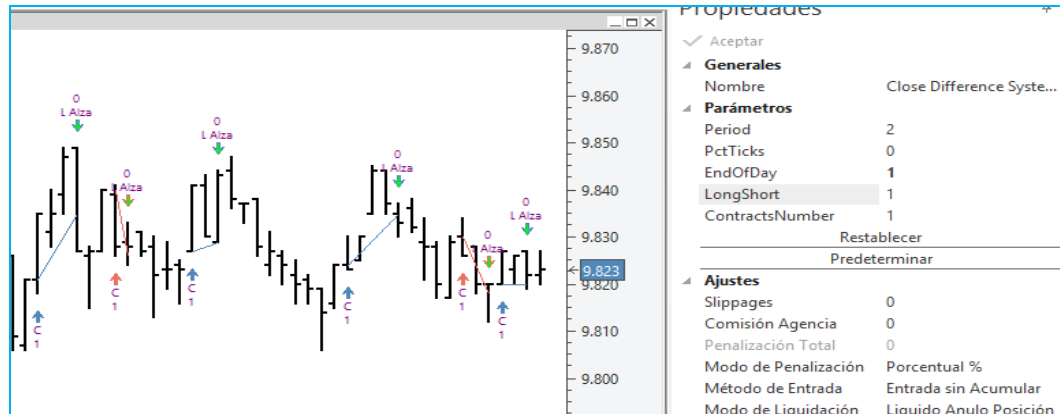 Propiedades
Aceptar
Generales
Nombre Close Difference Syste...
Parámetros
Period 2
PctTicks 0
EndOfDay 1
LongShort 1
ContractsNumber 1
Restablecer
Predeterminar
Ajustes
Slippages 0
Comisión Agencia 0
Penalización Total 0
Modo de Penalización Porcentual %
Método de Entrada Entrada sin Acumular
Modo de Liquidación Liquido Anulo Posición
9.870
9.860
9.850
9.840
9.830
9.823
9.820
9.810
9.800
0
L Alza
0
L Alza
0
L Alza
0
L Alza
0
L Alza
0
L Alza
C
1
C
1
C
1
C
1
C
1
C
1